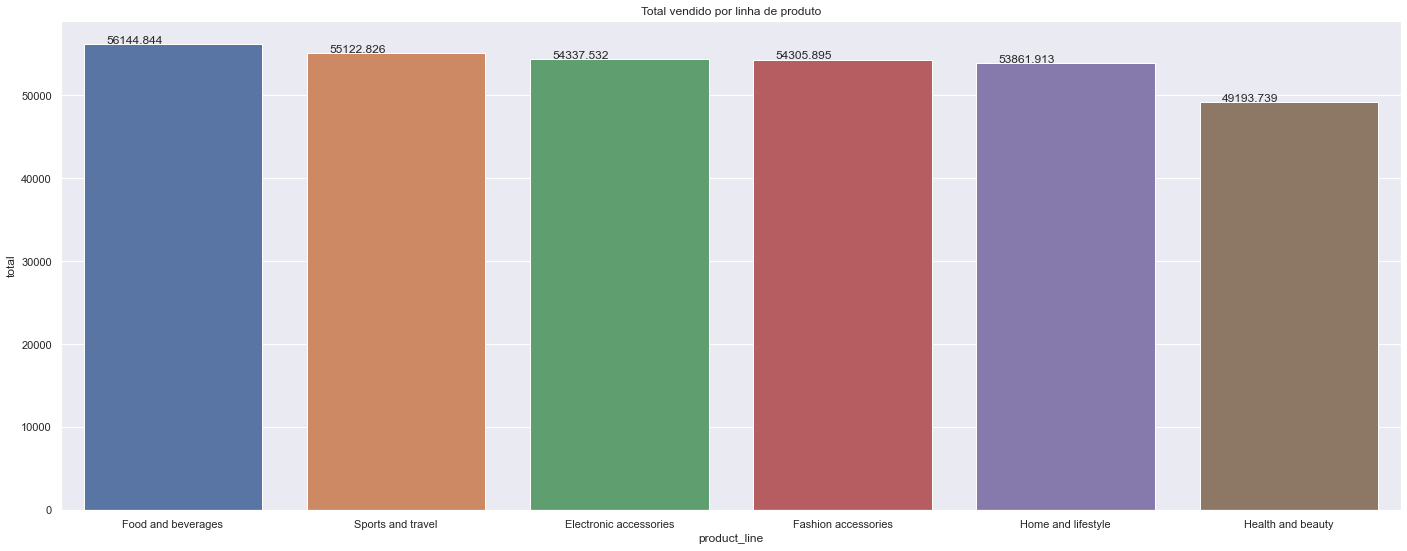 Total vendido por linha de produto
56144.844
55122.826
54337.532
54305.895
53861.913
49193.739
total
50000
40000
30000
20000
10000
0
Food and beverages
Sports and travel
Electronic accessories
Fashion accessories
Home and lifestyle
Health and beauty
product_line